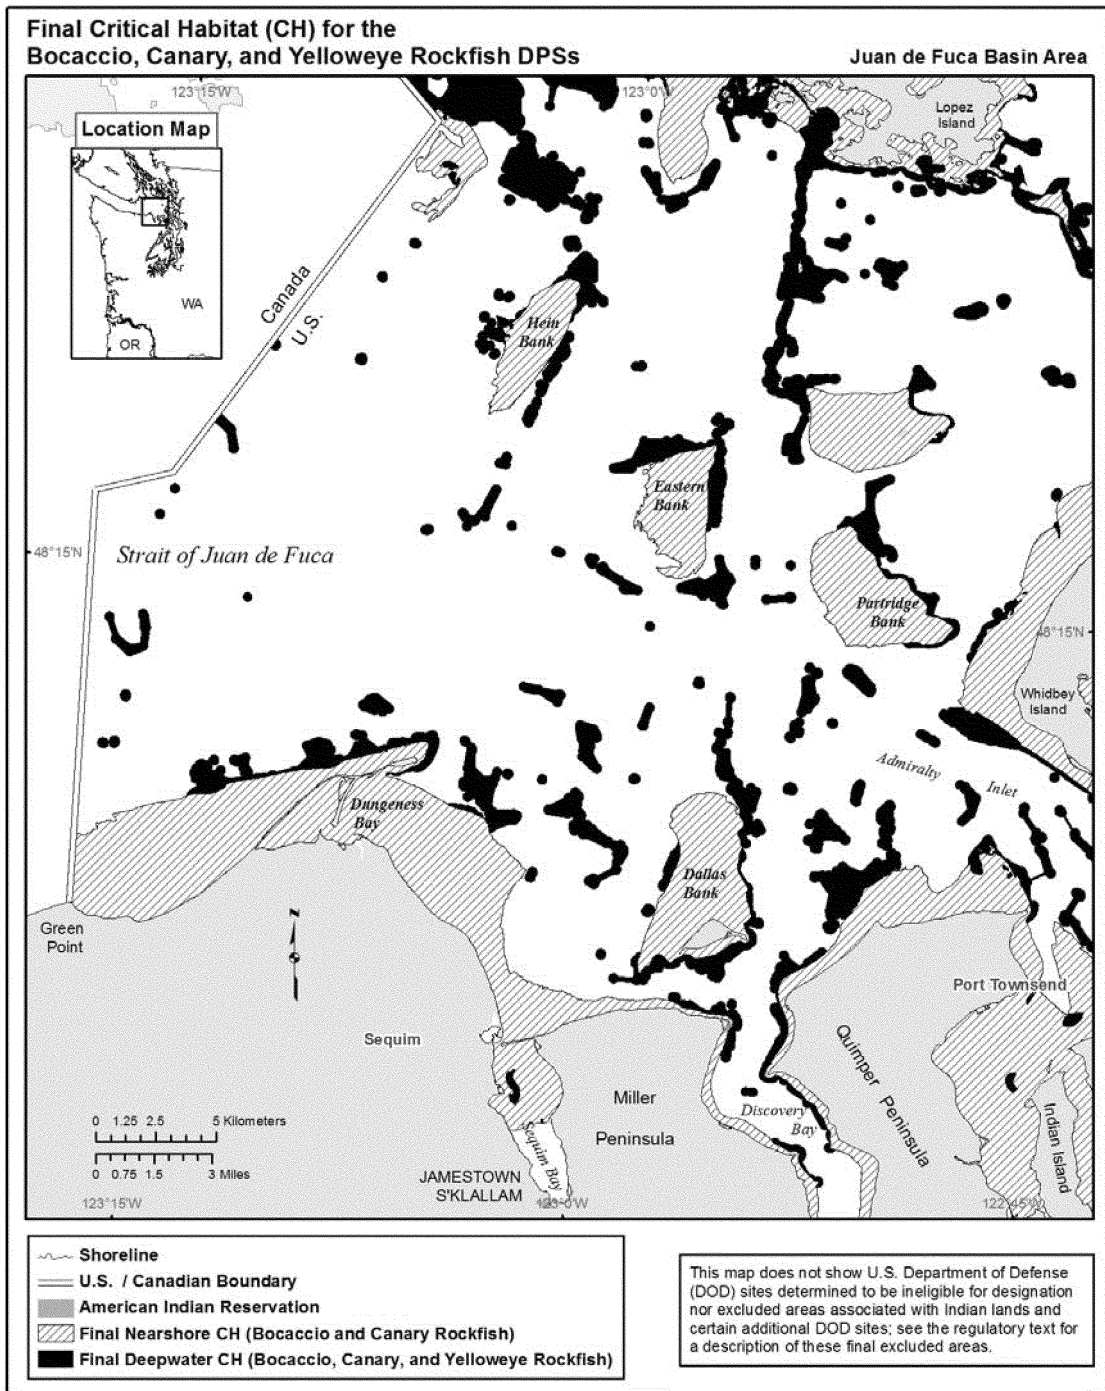 Final Critical Habitat (CH) for the
Bocaccio, Canary, and Yelloweye Rockfish DPSs
Juan de Fuca Basin Area
123°15'W
123°0'W
Location Map
WA
OR
Lopez
Island
Canada
U.S.
Hein
Bank
Eastern
Bank
48°15'N
Strait of Juan de Fuca
Partridge
Bank
48°15'N
Whidbey
Island
Admiralty
Inlet
Dungeness
Bay
Dallas
Bank
Green
Point
N
Port Townsend
Sequim
Miller
Peninsula
Quimper Peninsula
Discovery
Bay
Indian Island
Sequim Bay
0 1.25 2.5 5 Kilometers
0 0.75 1.5 3 Miles
JAMESTOWN
S'KLALLAM
123°15'W
123°0'W
122°45'W
Shoreline
U.S. / Canadian Boundary
American Indian Reservation
Final Nearshore CH (Bocaccio and Canary Rockfish)
Final Deepwater CH (Bocaccio, Canary, and Yelloweye Rockfish)
This map does not show U.S. Department of Defense
(DOD) sites determined to be ineligible for designation
nor excluded areas associated with Indian lands and
certain additional DOD sites; see the regulatory text for
a description of these final excluded areas.